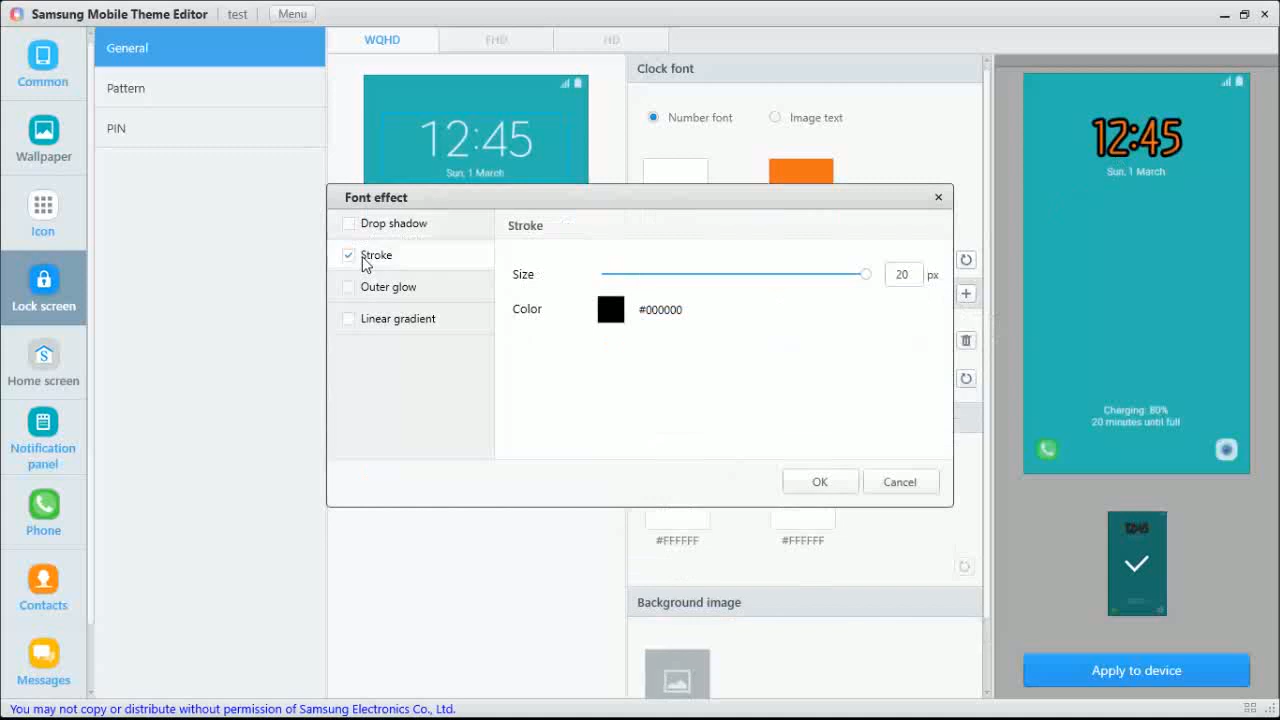 Samsung Mobile Theme Editor
test
Menu
Common
Wallpaper
Icon
Lock screen
Home screen
Notification
panel
Phone
Contacts
Messages
General
Pattern
PIN
WQHD
FHD
HD
12:45
Sun, 1 March
Clock font
Number font
Image text
Font effect
Drop shadow
Stroke
Outer glow
Linear gradient
Stroke
Size
20
px
Color
#000000
OK
Cancel
#FFFFFF
#FFFFFF
Background image
12:45
Sun, 1 March
Charging: 80%
20 minutes until full
12:45
Apply to device
You may not copy or distribute without permission of Samsung Electronics Co., Ltd.